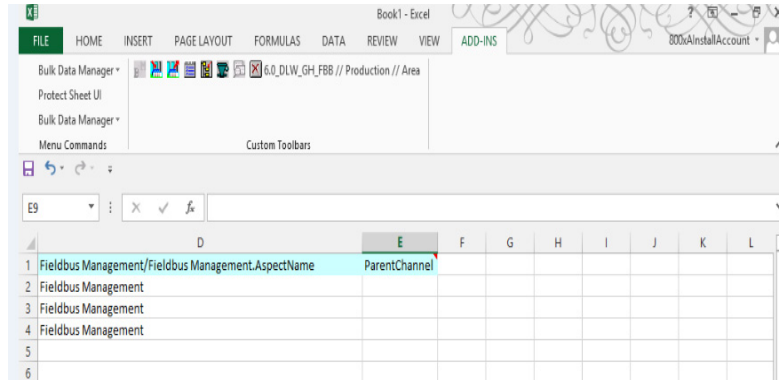 Book1 - Excel
?
FILE HOME INSERT PAGE LAYOUT FORMULAS DATA REVIEW VIEW ADD-INS 800xAInstallAccount
Bulk Data Manager 6.0_DLW_GH_FBB // Production // Area
Protect Sheet UI
Bulk Data Manager
Menu Commands Custom Toolbars
E9 fx
D E F G H I J K L
1 Fieldbus Management/Fieldbus Management.AspectName ParentChannel
2 Fieldbus Management
3 Fieldbus Management
4 Fieldbus Management
5
6